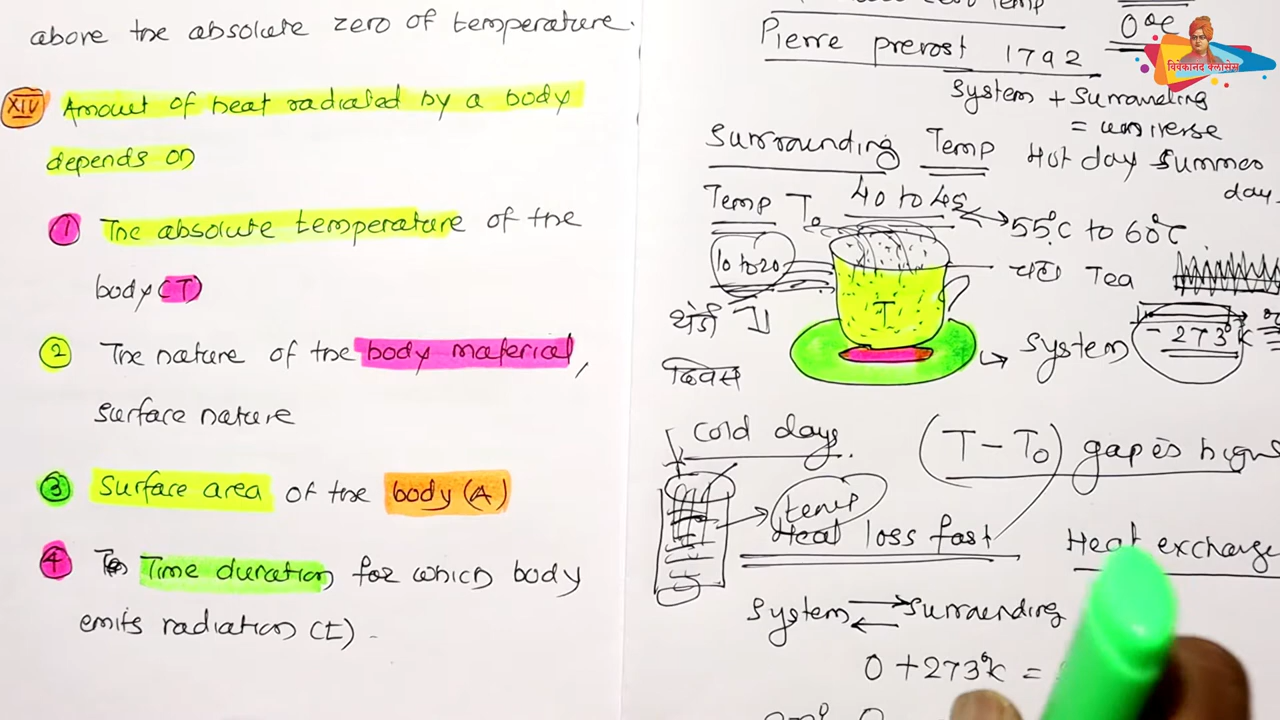 above the absolute zero of temperature.
XIV Amount of heat radiated by a body
depends on
1 The absolute temperature of the
body (T)
2 The nature of the body material,
surface nature
3 Surface area of the body (A)
4 Time duration for which body
emits radiation (t).
Temp
Pierre prevost 1792
0°
विवेकानंद क्लासेस
System + Surrounding
= universe
Surrounding Temp Hot day Summer
day
Temp T₀ 40 to 45
55°C to 60°C
10 to 20
चहा Tea
T
थंडी
दिवस
System
- 273°K
Cold days.
(T - T₀) gap is high
temp
Heat loss fast
Heat exchange
System Surrounding
0 + 273°K =